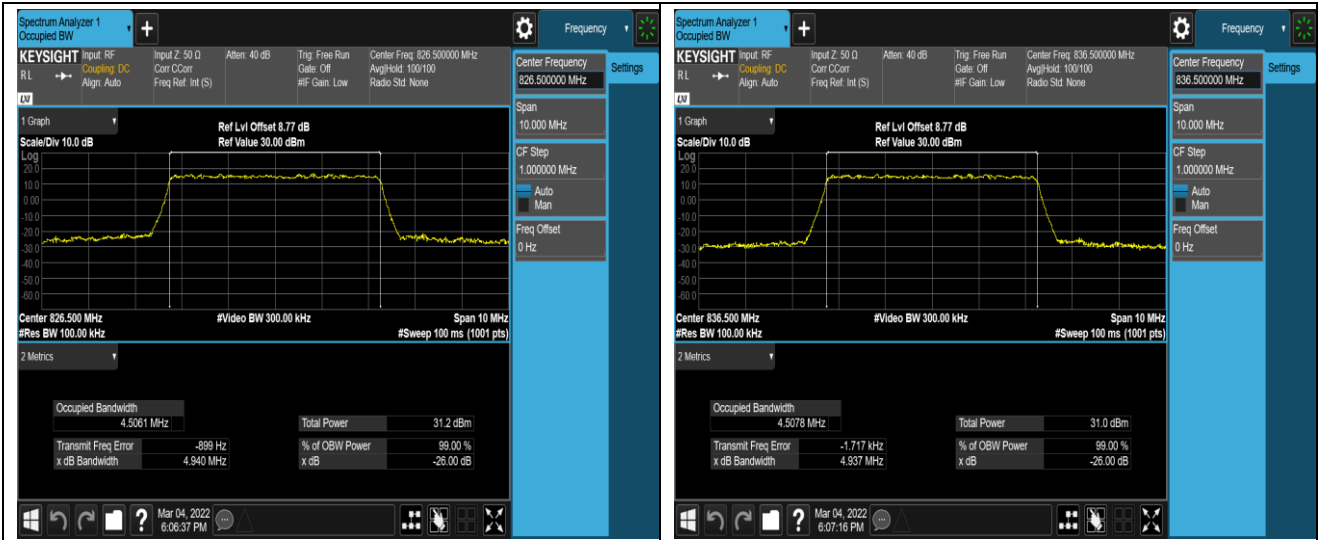 Spectrum Analyzer 1
Occupied BW
+
Frequency
KEYSIGHT Input: RF Input Z: 50 Ω Atten: 40 dB Trig: Free Run Center Freq: 826.500000 MHz
RL Coupling: DC Corr CCorr Gate: Off Avg|Hold: 100/100
Align: Auto Freq Ref: Int (S) #IF Gain: Low Radio Std: None
LXI
Center Frequency
826.500000 MHz
Settings
Span
10.000 MHz
CF Step
1.000000 MHz
Auto
Man
Freq Offset
0 Hz
1 Graph
Ref Lvl Offset 8.77 dB
Scale/Div 10.0 dB Ref Value 30.00 dBm
Log
20.0
10.0
0.00
-10.0
-20.0
-30.0
-40.0
-50.0
-60.0
Center 826.500 MHz #Video BW 300.00 kHz Span 10 MHz
#Res BW 100.00 kHz #Sweep 100 ms (1001 pts)
2 Metrics
Occupied Bandwidth
4.5061 MHz Total Power 31.2 dBm
Transmit Freq Error -899 Hz % of OBW Power 99.00 %
x dB Bandwidth 4.940 MHz x dB -26.00 dB
? Mar 04, 2022
6:06:37 PM
Spectrum Analyzer 1
Occupied BW
+
Frequency
KEYSIGHT Input: RF Input Z: 50 Ω Atten: 40 dB Trig: Free Run Center Freq: 836.500000 MHz
RL Coupling: DC Corr CCorr Gate: Off Avg|Hold: 100/100
Align: Auto Freq Ref: Int (S) #IF Gain: Low Radio Std: None
LXI
Center Frequency
836.500000 MHz
Settings
Span
10.000 MHz
CF Step
1.000000 MHz
Auto
Man
Freq Offset
0 Hz
1 Graph
Ref Lvl Offset 8.77 dB
Scale/Div 10.0 dB Ref Value 30.00 dBm
Log
20.0
10.0
0.00
-10.0
-20.0
-30.0
-40.0
-50.0
-60.0
Center 836.500 MHz #Video BW 300.00 kHz Span 10 MHz
#Res BW 100.00 kHz #Sweep 100 ms (1001 pts)
2 Metrics
Occupied Bandwidth
4.5078 MHz Total Power 31.0 dBm
Transmit Freq Error -1.717 kHz % of OBW Power 99.00 %
x dB Bandwidth 4.937 MHz x dB -26.00 dB
? Mar 04, 2022
6:07:16 PM